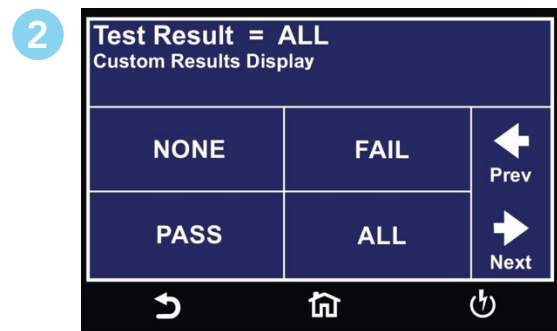 2
Test Result = ALL
Custom Results Display
NONE
FAIL
Prev
PASS
ALL
Next